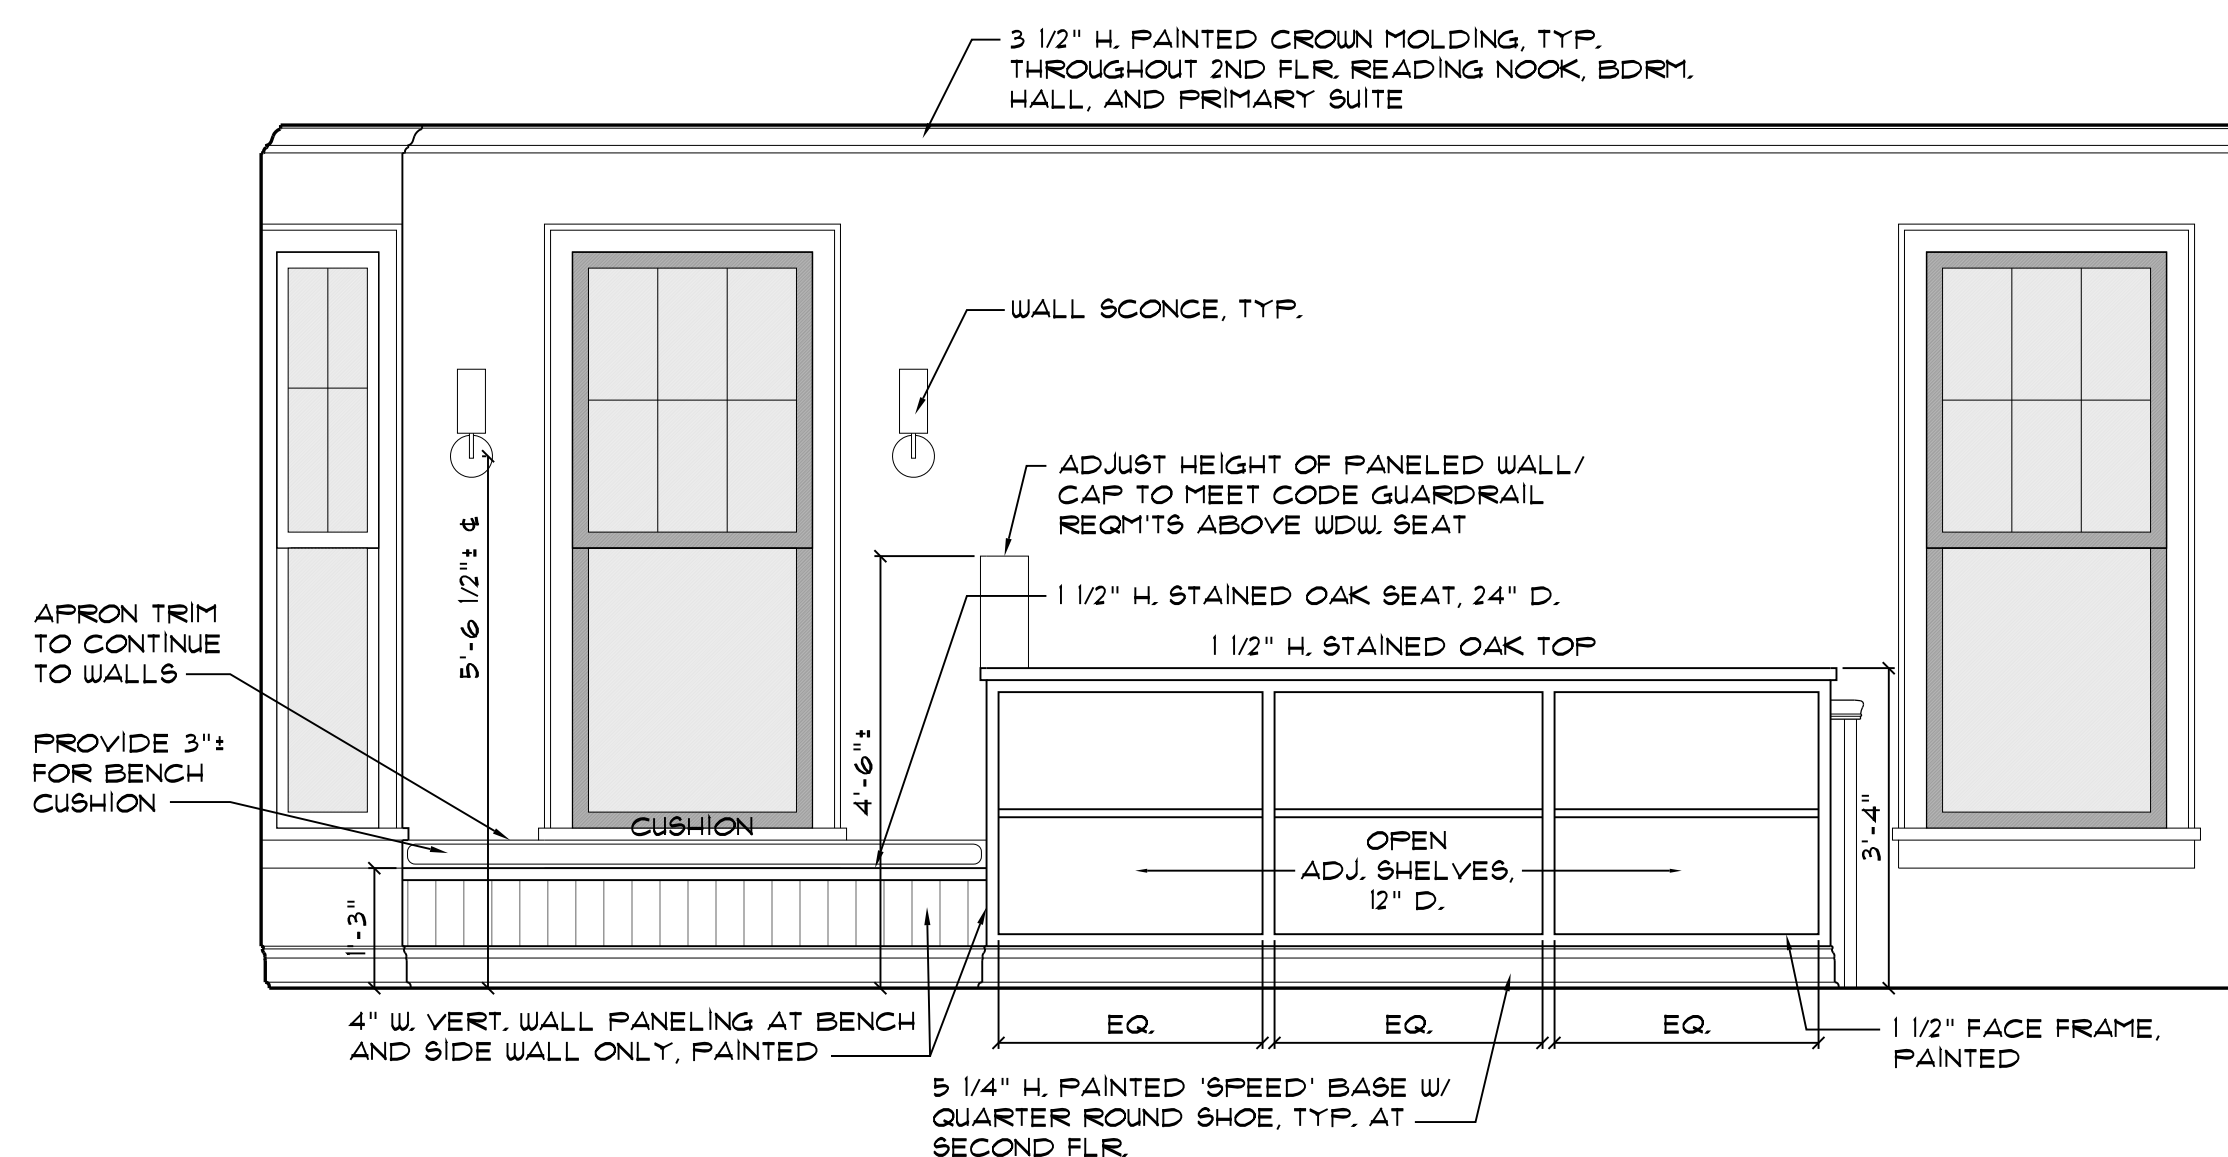 3 1/2" H. PAINTED CROWN MOLDING, TYP.
THROUGHOUT 2ND FLR. READING NOOK, BDRM.
HALL, AND PRIMARY SUITE
WALL SCONCE, TYP.
ADJUST HEIGHT OF PANELED WALL/
CAP TO MEET CODE GUARDRAIL
REQM'TS ABOVE WDW. SEAT
5'-6 1/2"± ℄
1 1/2" H. STAINED OAK SEAT, 24" D.
APRON TRIM
TO CONTINUE
TO WALLS
1 1/2" H. STAINED OAK TOP
PROVIDE 3"±
FOR BENCH
CUSHION
4'-6"±
CUSHION
3'-4"
OPEN
ADJ. SHELVES,
12" D.
1'-3"
4" W. VERT. WALL PANELING AT BENCH
AND SIDE WALL ONLY, PAINTED
EQ.
EQ.
EQ.
1 1/2" FACE FRAME,
PAINTED
5 1/4" H. PAINTED 'SPEED' BASE W/
QUARTER ROUND SHOE, TYP. AT
SECOND FLR.